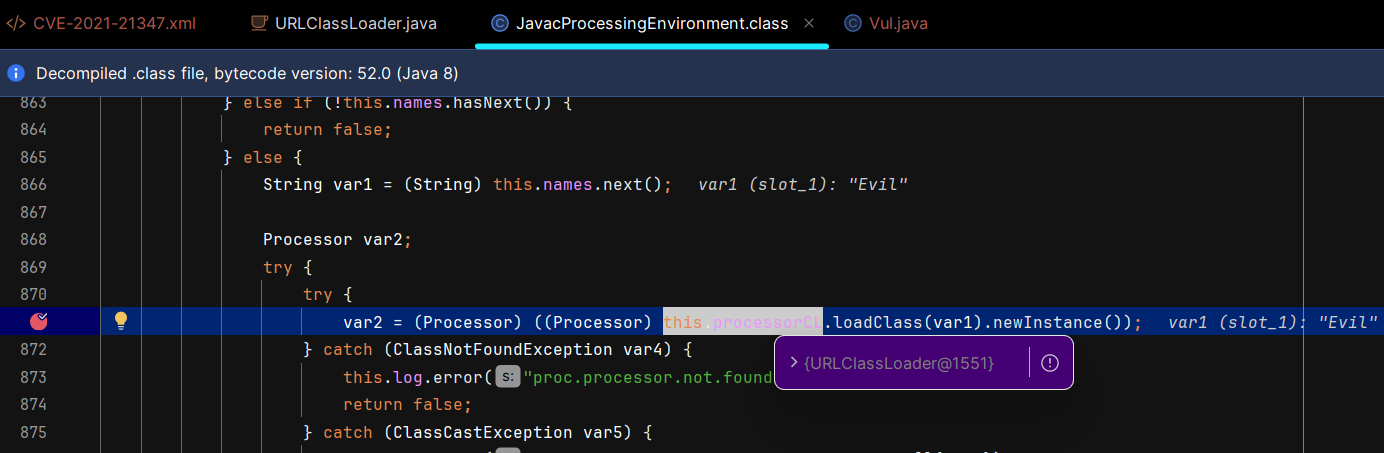 </> CVE-2021-21347.xml URLClassLoader.java JavacProcessingEnvironment.class Vul.java
Decompiled .class file, bytecode version: 52.0 (Java 8)
863 } else if (!this.names.hasNext()) {
864 return false;
865 } else {
866 String var1 = (String) this.names.next(); var1 (slot_1): "Evil"
867
868 Processor var2;
869 try {
870 try {
var2 = (Processor) ((Processor) this.processorCL.loadClass(var1).newInstance()); var1 (slot_1): "Evil"
872 } catch (ClassNotFoundException var4) {
{URLClassLoader@1551}
873 this.log.error( s: "proc.processor.not.found
874 return false;
875 } catch (ClassCastException var5) {